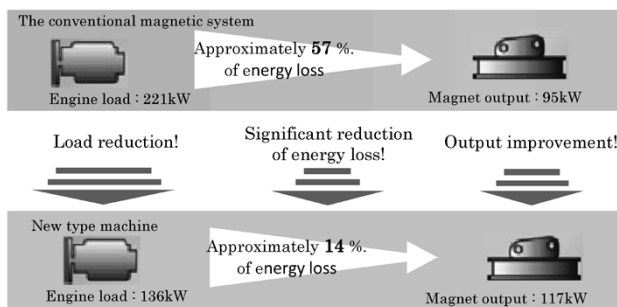 The conventional magnetic system
Approximately 57 %.
of energy loss
Engine load : 221kW
Magnet output : 95kW
Load reduction!
Significant reduction
of energy loss!
Output improvement!
New type machine
Approximately 14 %.
of energy loss
Engine load : 136kW
Magnet output : 117kW